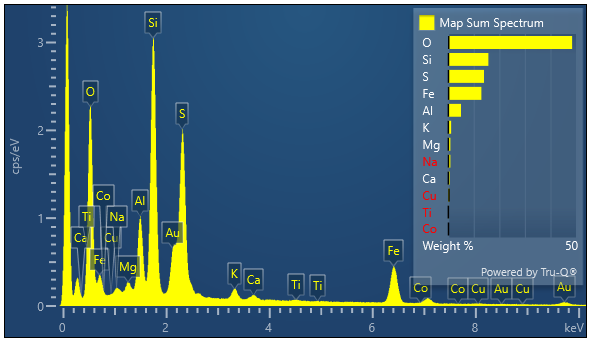 Map Sum Spectrum
O
Si
S
Fe
Al
K
Mg
Na
Ca
Cu
Ti
Co
Weight % 50
Powered by Tru-Q®
cps/eV
3
2
1
0
Si
O
S
Co
Al
Ti Na
Ca Cu Au
Fe Mg
K Ca Ti Ti
Fe
Co Co Cu Au Cu Au
0 2 4 6 8 keV